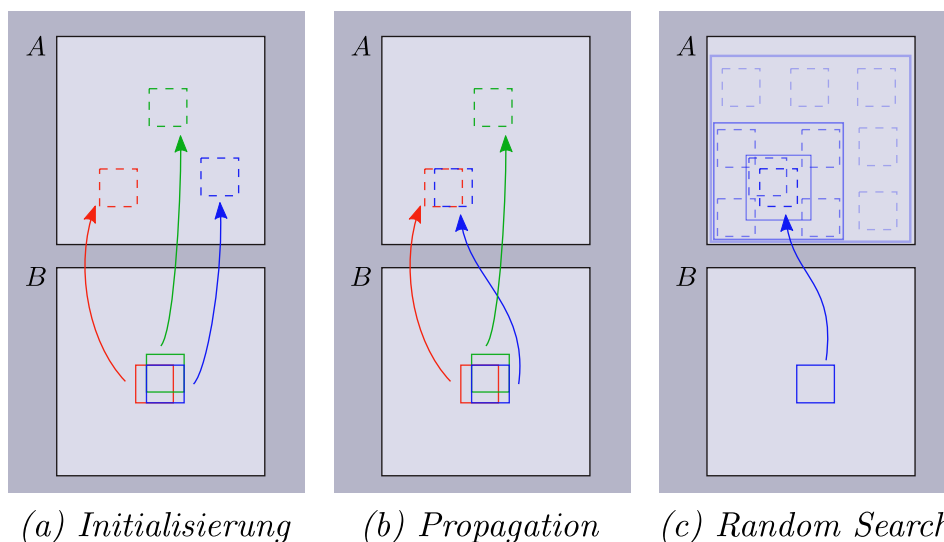 A
B
(a) Initialisierung
A
B
(b) Propagation
A
B
(c) Random Search